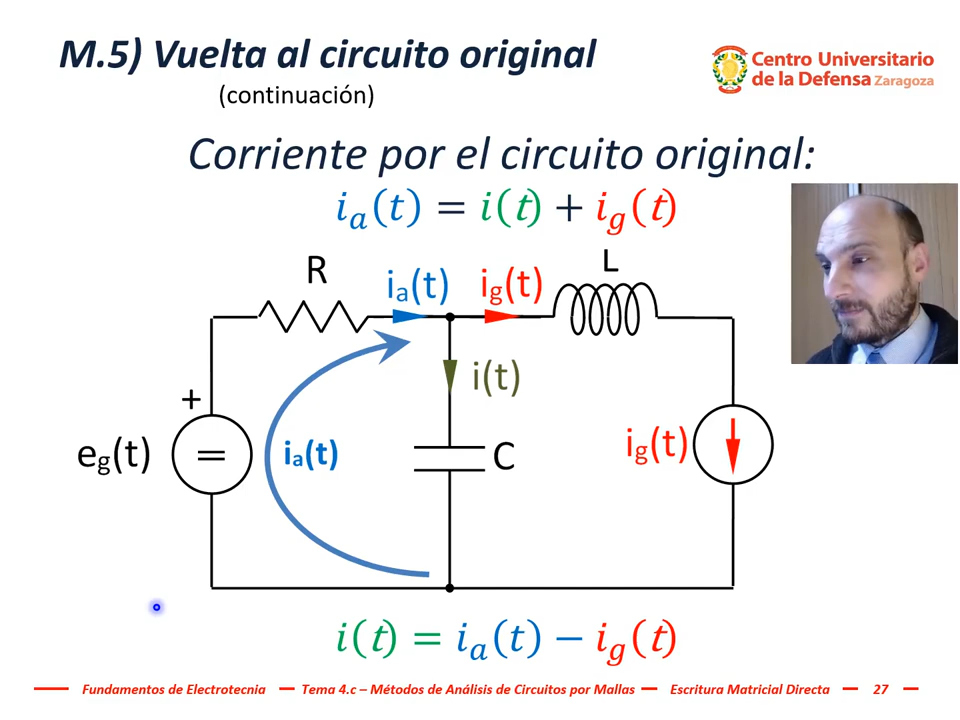 M.5) Vuelta al circuito original
(continuación)
Centro Universitario
de la Defensa Zaragoza
Corriente por el circuito original:
iₐ(t) = i(t) + i_g(t)
R
iₐ(t)
i_g(t)
L
i(t)
+
e_g(t)
=
iₐ(t)
C
i_g(t)
i(t) = iₐ(t) − i_g(t)
Fundamentos de Electrotecnia — Tema 4.c – Métodos de Análisis de Circuitos por Mallas — Escritura Matricial Directa — 27